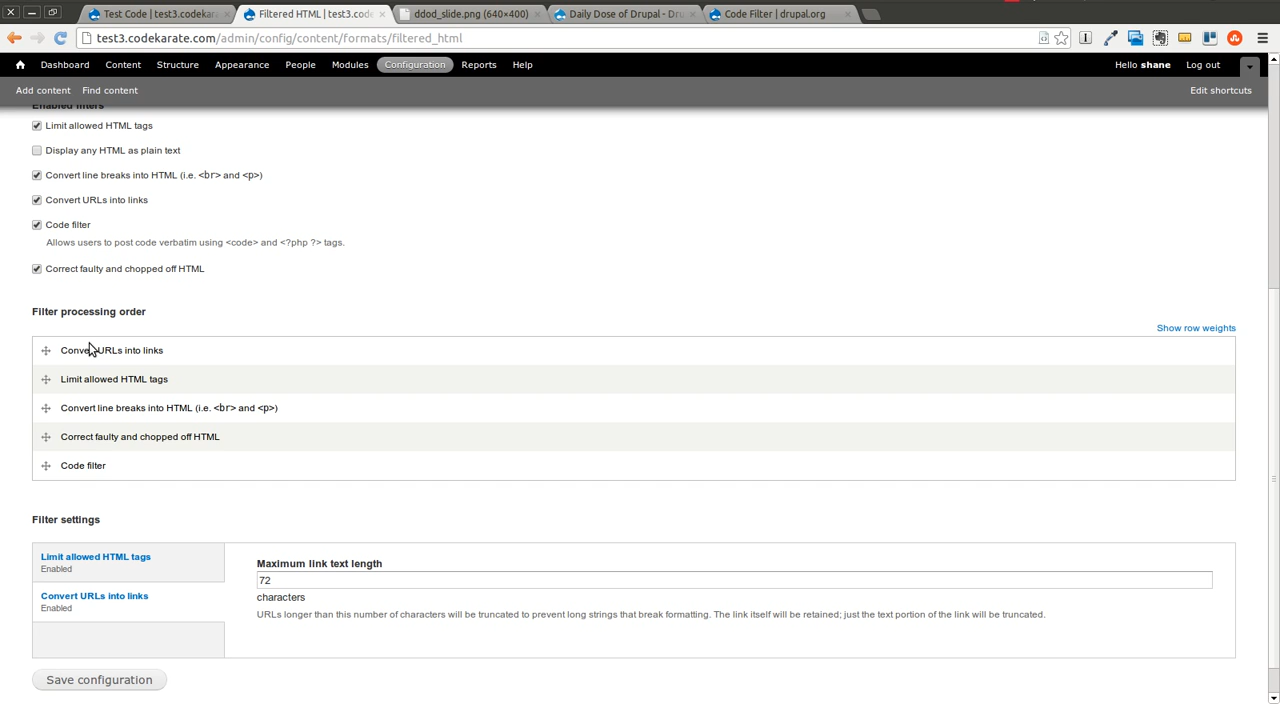 Test Code | test3.codekar
Filtered HTML | test3.cod
ddod_slide.png (640×400)
Daily Dose of Drupal - Dru
Code Filter | drupal.org
test3.codekarate.com/admin/config/content/formats/filtered_html
Dashboard Content Structure Appearance People Modules Configuration Reports Help Hello shane Log out
Add content Find content Edit shortcuts
Enabled filters
Limit allowed HTML tags
Display any HTML as plain text
Convert line breaks into HTML (i.e. <br> and <p>)
Convert URLs into links
Code filter
Allows users to post code verbatim using <code> and <?php ?> tags.
Correct faulty and chopped off HTML
Filter processing order
Show row weights
Convert URLs into links
Limit allowed HTML tags
Convert line breaks into HTML (i.e. <br> and <p>)
Correct faulty and chopped off HTML
Code filter
Filter settings
Limit allowed HTML tags
Enabled
Convert URLs into links
Enabled
Maximum link text length
72
characters
URLs longer than this number of characters will be truncated to prevent long strings that break formatting. The link itself will be retained; just the text portion of the link will be truncated.
Save configuration